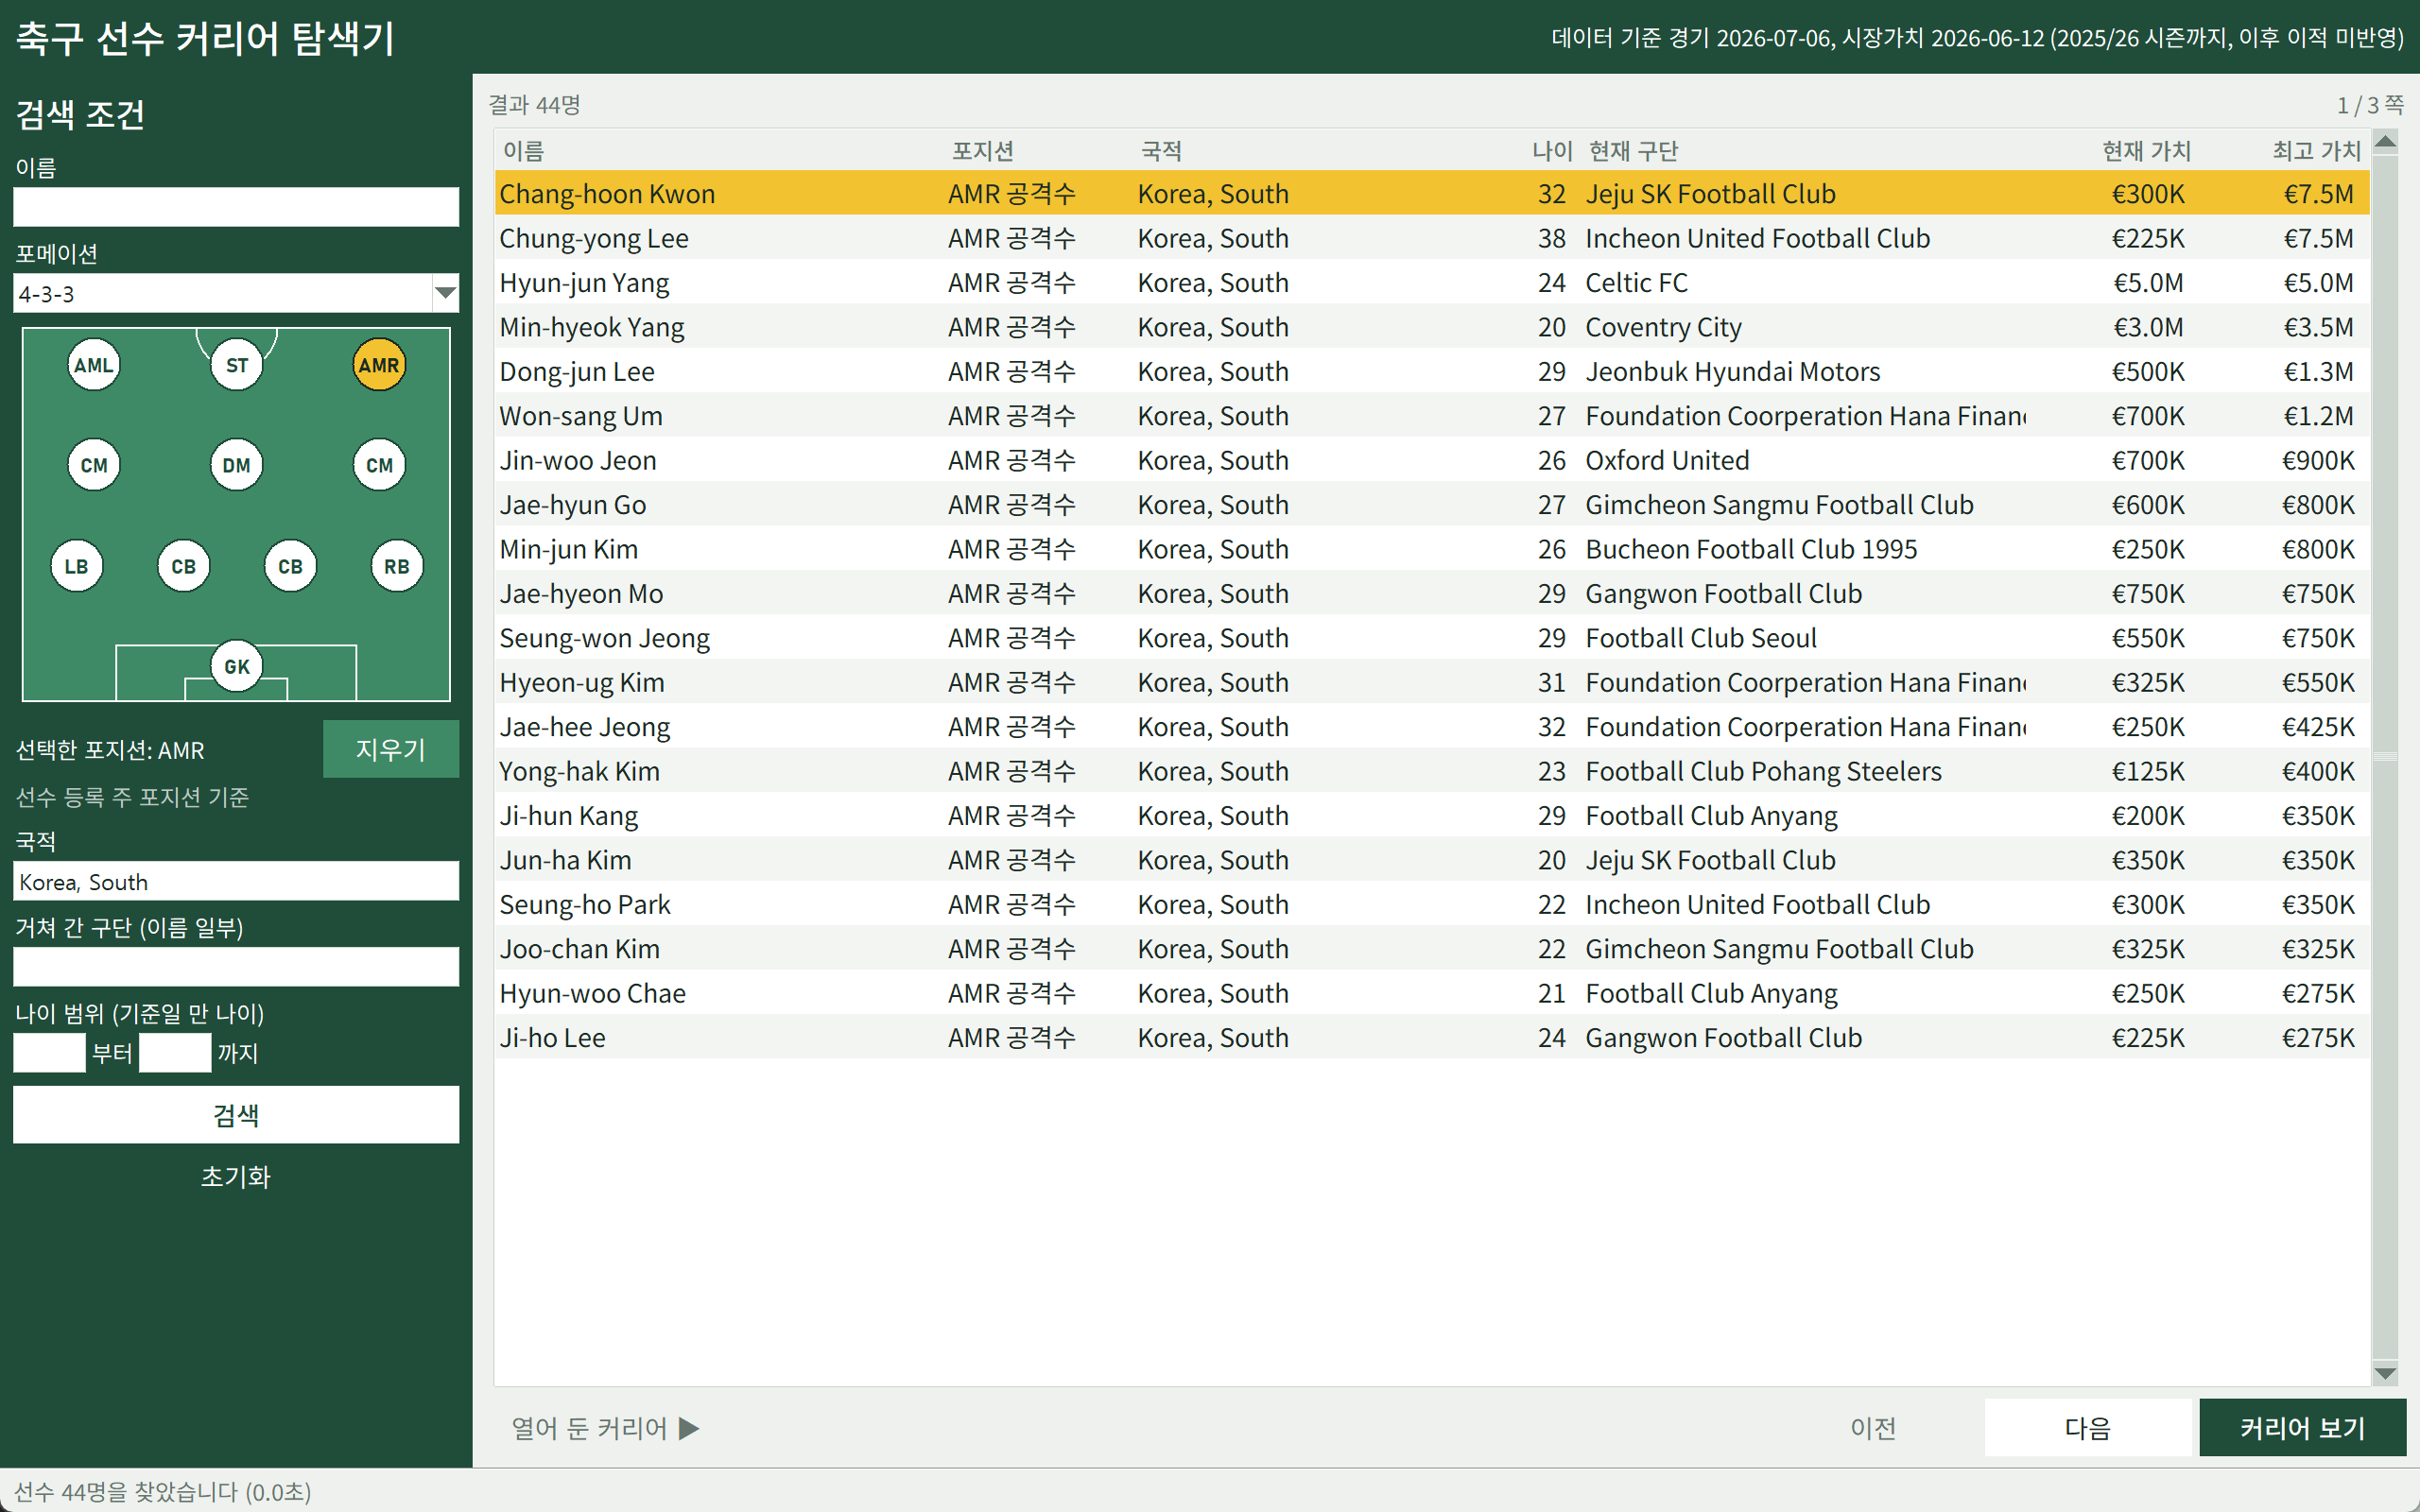 축구 선수 커리어 탐색기
데이터 기준 경기 2026-07-06, 시장가치 2026-06-12 (2025/26 시즌까지, 이후 이적 미반영)
검색 조건
이름
포메이션
4-3-3
AML ST AMR
CM DM CM
LB CB CB RB
GK
선택한 포지션: AMR 지우기
선수 등록 주 포지션 기준
국적
Korea, South
거쳐 간 구단 (이름 일부)
나이 범위 (기준일 만 나이)
부터 까지
검색
초기화
결과 44명 1 / 3 쪽
이름 포지션 국적 나이 현재 구단 현재 가치 최고 가치
Chang-hoon Kwon AMR 공격수 Korea, South 32 Jeju SK Football Club €300K €7.5M
Chung-yong Lee AMR 공격수 Korea, South 38 Incheon United Football Club €225K €7.5M
Hyun-jun Yang AMR 공격수 Korea, South 24 Celtic FC €5.0M €5.0M
Min-hyeok Yang AMR 공격수 Korea, South 20 Coventry City €3.0M €3.5M
Dong-jun Lee AMR 공격수 Korea, South 29 Jeonbuk Hyundai Motors €500K €1.3M
Won-sang Um AMR 공격수 Korea, South 27 Foundation Coorperation Hana Finan €700K €1.2M
Jin-woo Jeon AMR 공격수 Korea, South 26 Oxford United €700K €900K
Jae-hyun Go AMR 공격수 Korea, South 27 Gimcheon Sangmu Football Club €600K €800K
Min-jun Kim AMR 공격수 Korea, South 26 Bucheon Football Club 1995 €250K €800K
Jae-hyeon Mo AMR 공격수 Korea, South 29 Gangwon Football Club €750K €750K
Seung-won Jeong AMR 공격수 Korea, South 29 Football Club Seoul €550K €750K
Hyeon-ug Kim AMR 공격수 Korea, South 31 Foundation Coorperation Hana Finan €325K €550K
Jae-hee Jeong AMR 공격수 Korea, South 32 Foundation Coorperation Hana Finan €250K €425K
Yong-hak Kim AMR 공격수 Korea, South 23 Football Club Pohang Steelers €125K €400K
Ji-hun Kang AMR 공격수 Korea, South 29 Football Club Anyang €200K €350K
Jun-ha Kim AMR 공격수 Korea, South 20 Jeju SK Football Club €350K €350K
Seung-ho Park AMR 공격수 Korea, South 22 Incheon United Football Club €300K €350K
Joo-chan Kim AMR 공격수 Korea, South 22 Gimcheon Sangmu Football Club €325K €325K
Hyun-woo Chae AMR 공격수 Korea, South 21 Football Club Anyang €250K €275K
Ji-ho Lee AMR 공격수 Korea, South 24 Gangwon Football Club €225K €275K
열어 둔 커리어 ▶ 이전 다음 커리어 보기
선수 44명을 찾았습니다 (0.0초)